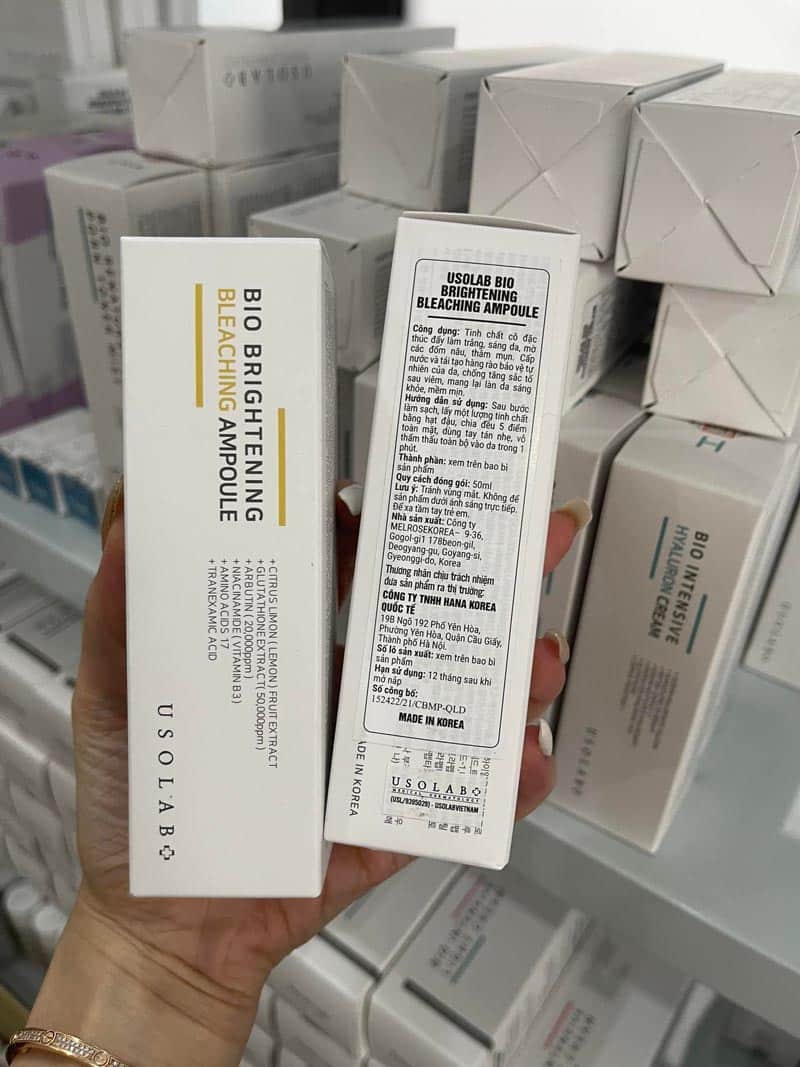 BIO BRIGHTENING
BLEACHING AMPOULE
+CITRUS LIMON ( LEMON ) FRUIT EXTRACT
+GLUTATHIONE EXTRACT( 50,000ppm )
+ARBUTIN ( 20,000ppm )
+NIACINAMIDE ( VITAMIN B3 )
+AMINO ACIDS 17
+TRANEXAMIC ACID
USOLAB
USOLAB BIO
BRIGHTENING
BLEACHING AMPOULE
Công dụng: Tinh chất cô đặc
thúc đẩy làm trắng, sáng da, mờ
các đốm nâu, thâm mụn. Cấp
nước và tái tạo hàng rào bảo vệ tự
nhiên của da, chống tăng sắc tố
sau viêm, mang lại làn da sáng
khỏe, mềm mịn.
Hướng dẫn sử dụng: Sau bước
làm sạch, lấy một lượng tinh chất
bằng hạt đậu, chia đều 5 điểm
toàn mặt, dùng tay tán nhẹ, vỗ
thẩm thấu toàn bộ vào da trong 1
phút.
Thành phần: xem trên bao bì
sản phẩm
Quy cách đóng gói: 50ml
Lưu ý: Tránh vùng mắt. Không để
sản phẩm dưới ánh sáng trực tiếp.
Để xa tầm tay trẻ em.
Nhà sản xuất: Công ty
MELROSEKOREA– 9-36,
Gogol-gi1 178beon-gil,
Deogyang-gu, Goyang-si,
Gyeonggi-do, Korea
Thương nhân chịu trách nhiệm
đưa sản phẩm ra thị trường:
CÔNG TY TNHH HANA KOREA
QUỐC TẾ
19B Ngõ 192 Phố Yên Hòa,
Phường Yên Hòa, Quận Cầu Giấy,
Thành phố Hà Nội.
Số lô sản xuất: xem trên bao bì
sản phẩm
Hạn sử dụng: 12 tháng sau khi
mở nắp
Số công bố:
152422/21/CBMP-QLD
MADE IN KOREA
ADE IN KOREA
USOLAB
MEDICAL DERMATOLOGY
(USL/9395029) - USOLABVIETNAM
BIO INTENSIVE
HYALURON CREAM
USOLAB